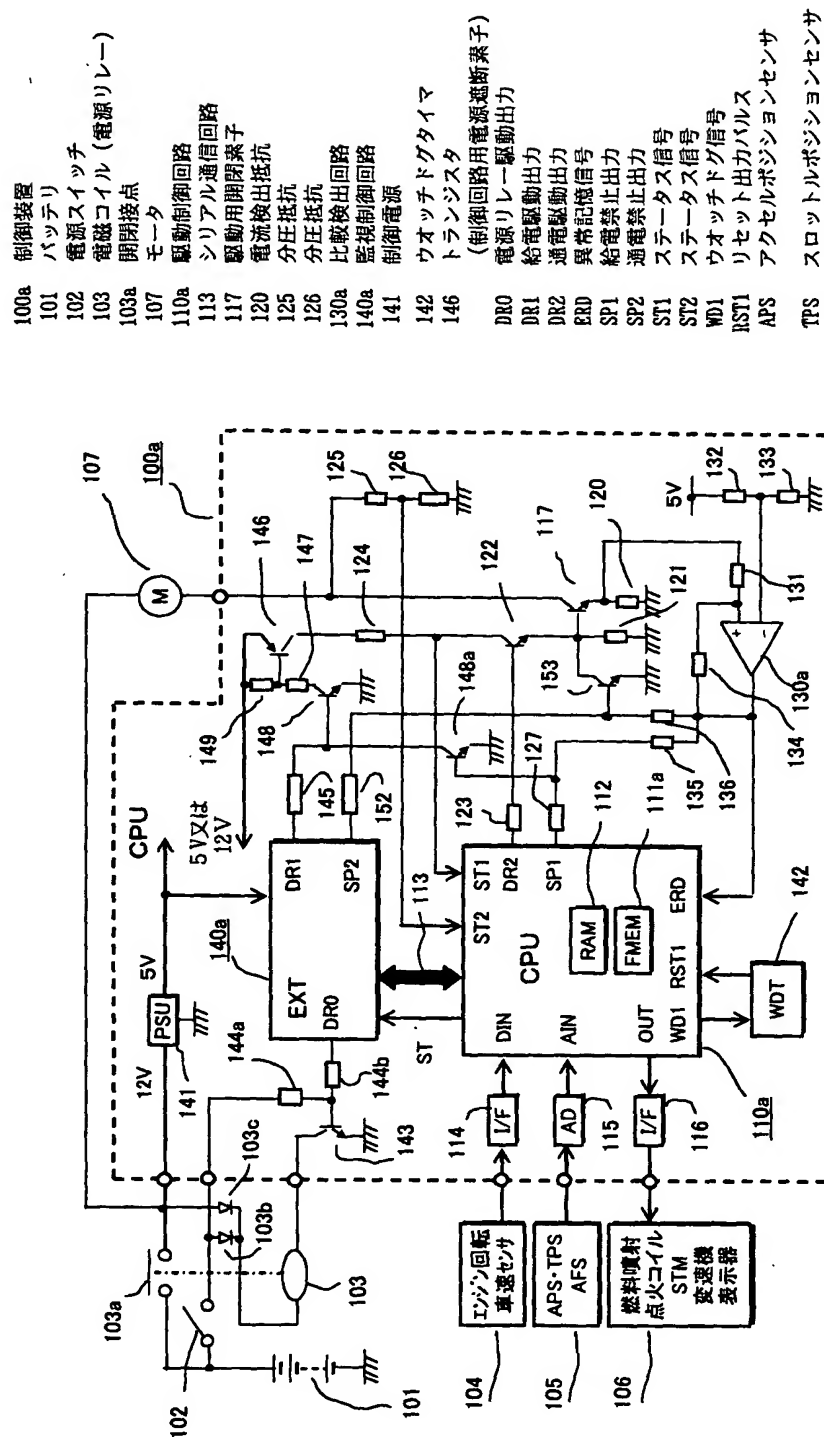 100a 制御装置
101 バッテリ
102 電源スイッチ
103 電磁コイル(電源リレー)
103a 開閉接点
107 モータ
110a 駆動制御回路
113 シリアル通信回路
117 駆動用開閉素子
120 電流検出抵抗
125 分圧抵抗
126 分圧抵抗
130a 比較検出回路
140a 監視制御回路
141 制御電源
142 ウオッチドグタイマ
146 トランジスタ
(制御回路用電源遮断素子)
DR0 電源リレー駆動出力
DR1 給電駆動出力
DR2 通電駆動出力
ERD 異常記憶信号
SP1 給電禁止出力
SP2 通電禁止出力
ST1 ステータス信号
ST2 ステータス信号
WD1 ウオッチドグ信号
RST1 リセット出力パルス
APS アクセルポジションセンサ
TPS スロットルポジションセンサ
107
M
100a
103a
102
101
103
103b
103c
12V
PSU
141
5V
CPU
5V又は
12V
144a
144b
143
140a
EXT
DR0
DR1
SP2
145
152
149
148
147
146
124
125
126
148a
122
117
120
121
153
123
127
ST
113
ST1
ST2
DR2
SP1
CPU
RAM
112
FMEM
111a
DIN
AIN
OUT
WD1
RST1
ERD
WDT
142
110a
114
I/F
115
AD
116
I/F
104
エンジン回転
車速センサ
105
APS・TPS
AFS
106
燃料噴射
点火コイル
STM
変速機
表示器
5V
132
133
131
130a
134
135
136
+
-